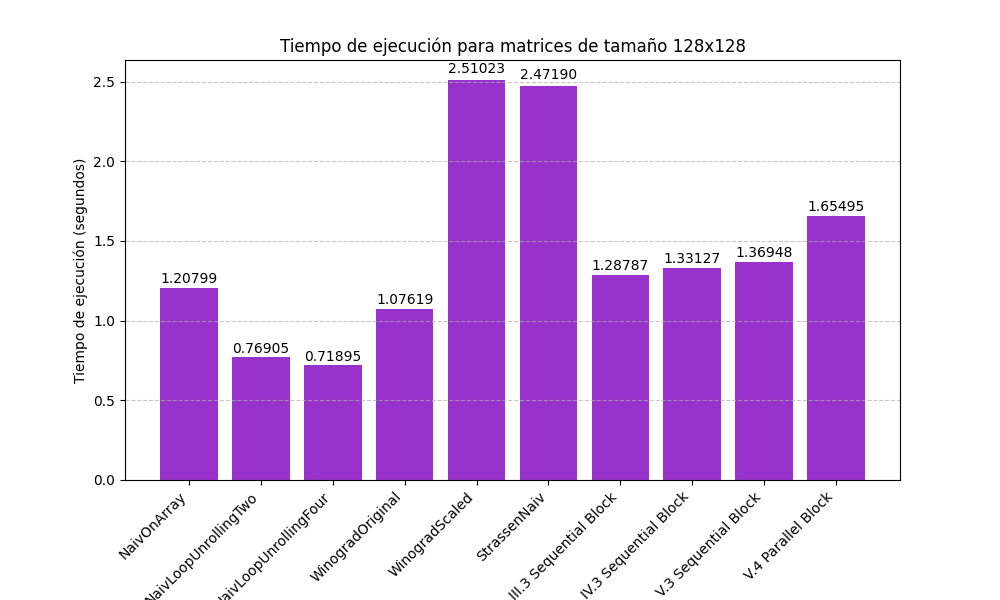 Tiempo de ejecución para matrices de tamaño 128x128
Tiempo de ejecución (segundos)
2.5
2.0
1.5
1.0
0.5
0.0
1.20799
0.76905
0.71895
1.07619
2.51023
2.47190
1.28787
1.33127
1.36948
1.65495
NaivOnArray
NaivLoopUnrollingTwo
NaivLoopUnrollingFour
WinogradOriginal
WinogradScaled
StrassenNaiv
III.3 Sequential Block
IV.3 Sequential Block
V.3 Sequential Block
V.4 Parallel Block